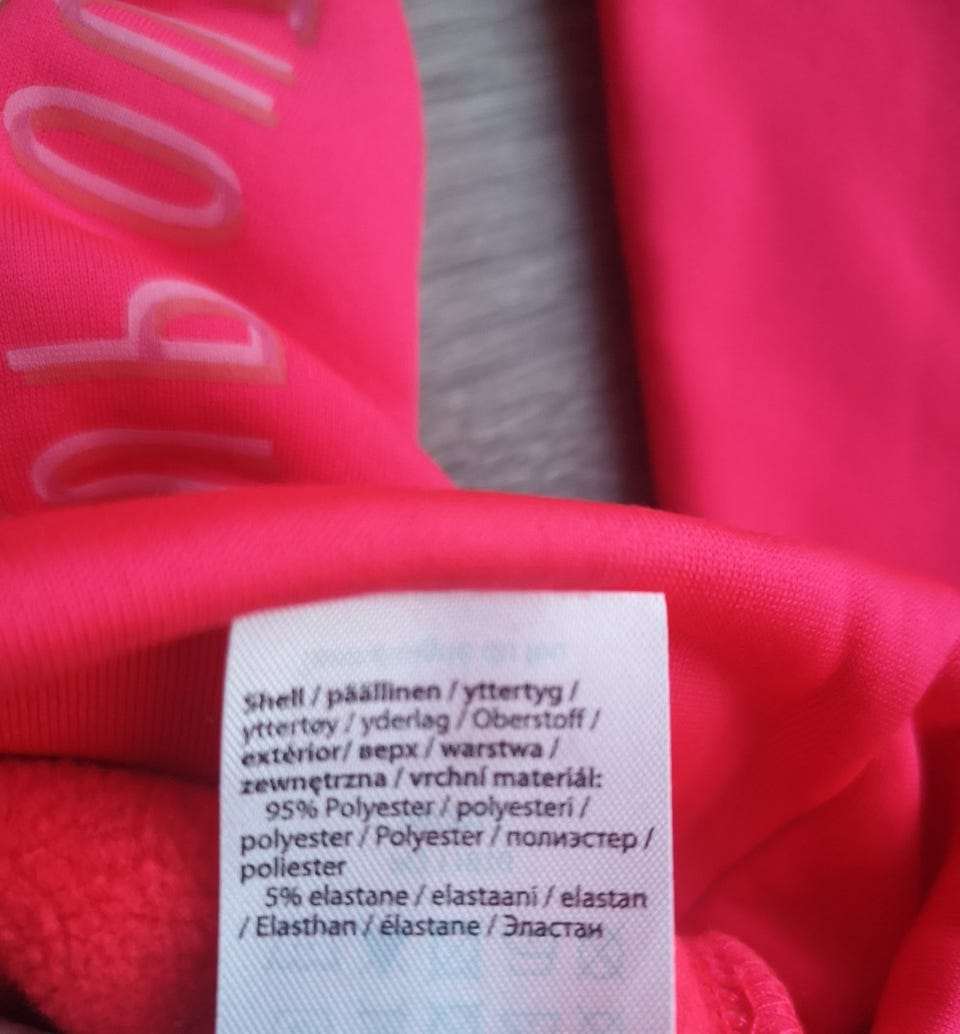 Shell / päällinen / yttertyg /
yttertøy / yderlag / Oberstoff /
extérior/ верх / warstwa /
zewnętrzna / vrchní materiál:
95% Polyester / polyesteri /
polyester / Polyester / полиэстер /
poliester
5% elastane / elastaani / elastan
/ Elasthan / élastane / Эластан